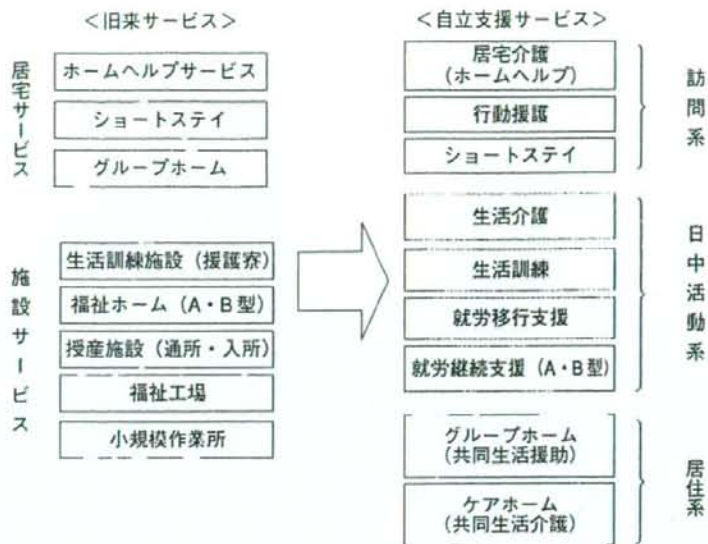 <旧来サービス>
居宅サービス
ホームヘルプサービス
ショートステイ
グループホーム
施設サービス
生活訓練施設(援護寮)
福祉ホーム(A・B型)
授産施設(通所・入所)
福祉工場
小規模作業所
<自立支援サービス>
居宅介護
(ホームヘルプ)
行動援護
ショートステイ
訪問系
生活介護
生活訓練
就労移行支援
就労継続支援(A・B型)
日中活動系
グループホーム
(共同生活援助)
ケアホーム
(共同生活介護)
居住系